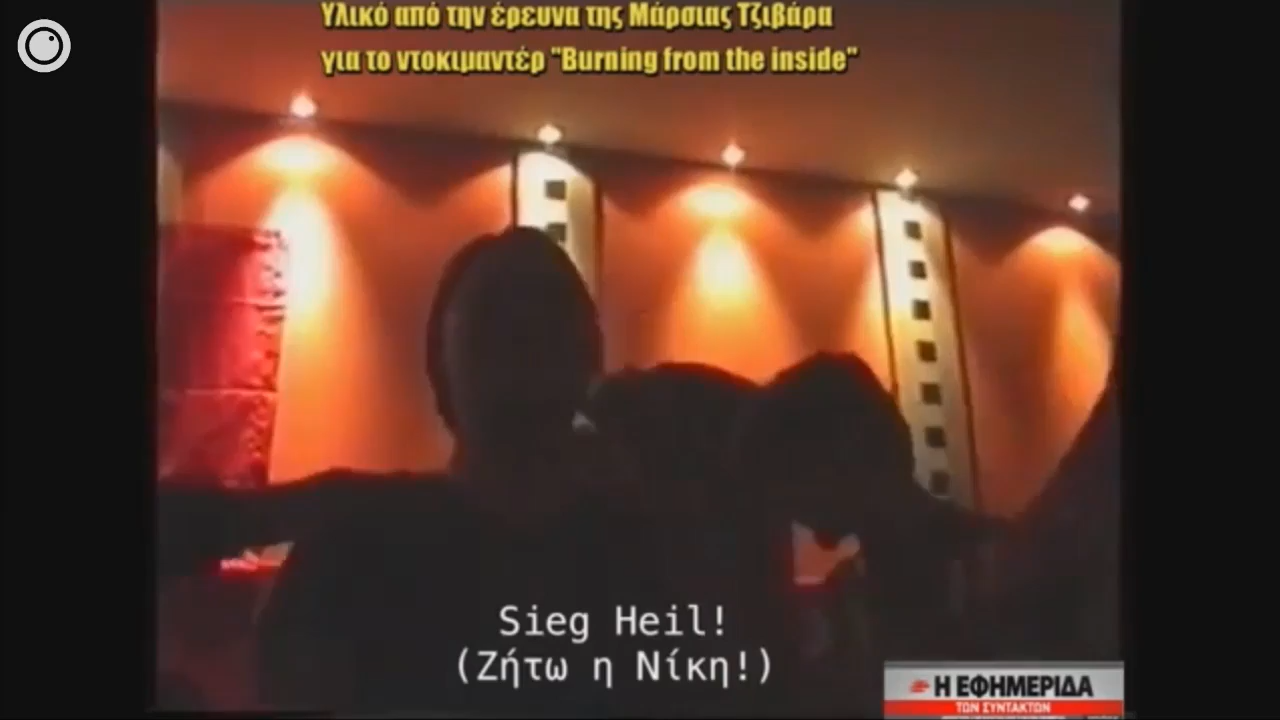 Υλικό από την έρευνα της Μάρσιας Τζιβάρα
για το ντοκιμαντέρ "Burning from the inside"
Sieg Heil!
(Ζήτω η Νίκη!)
Η ΕΦΗΜΕΡΙΔΑ
ΤΩΝ ΣΥΝΤΑΚΤΩΝ